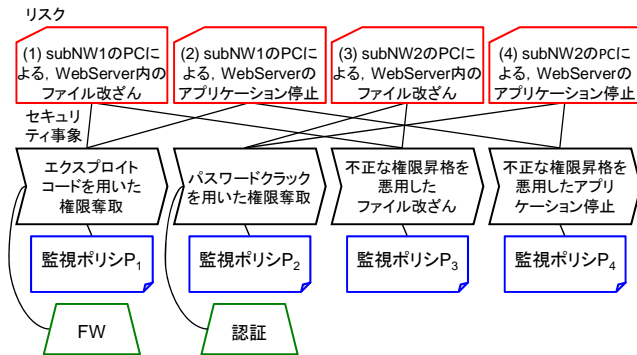 リスク
(1) subNW1のPCに
よる，WebServer内の
ファイル改ざん
(2) subNW1のPCに
よる，WebServerの
アプリケーション停止
(3) subNW2のPCに
よる，WebServer内の
ファイル改ざん
(4) subNW2のPCに
よる，WebServerの
アプリケーション停止
セキュリ
ティ事象
エクスプロイト
コードを用いた
権限奪取
パスワードクラック
を用いた権限奪取
不正な権限昇格を
悪用した
ファイル改ざん
不正な権限昇格を
悪用したアプリ
ケーション停止
監視ポリシP1
監視ポリシP2
監視ポリシP3
監視ポリシP4
FW
認証